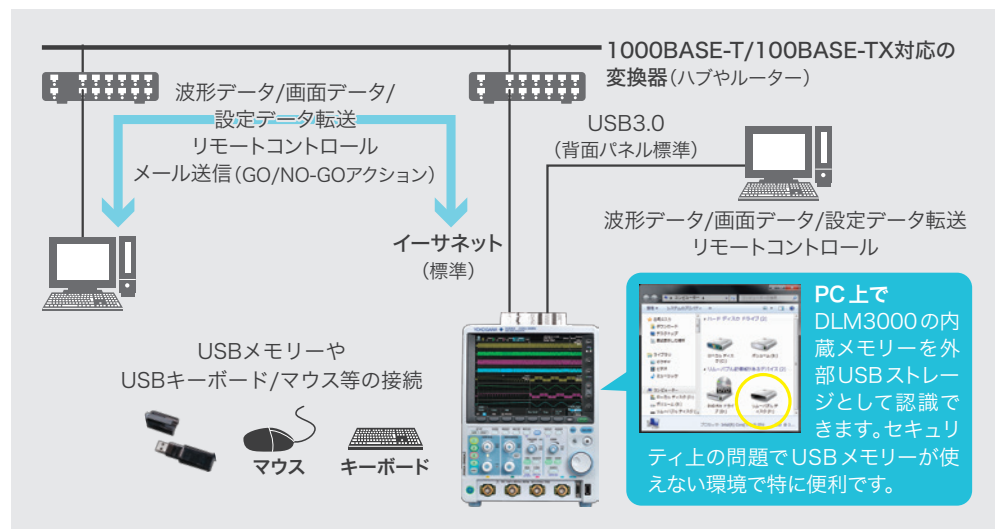 1000BASE-T/100BASE-TX対応の
変換器(ハブやルーター)
波形データ/画面データ/
設定データ転送
リモートコントロール
メール送信(GO/NO-GOアクション)
USB3.0
(背面パネル標準)
波形データ/画面データ/設定データ転送
リモートコントロール
イーサネット
(標準)
USBメモリーや
USBキーボード/マウス等の接続
マウス
キーボード
YOKOGAWA
PC上で
DLM3000の内
蔵メモリーを外
部USBストレー
ジとして認識で
きます。セキュリ
ティ上の問題でUSBメモリーが使
えない環境で特に便利です。